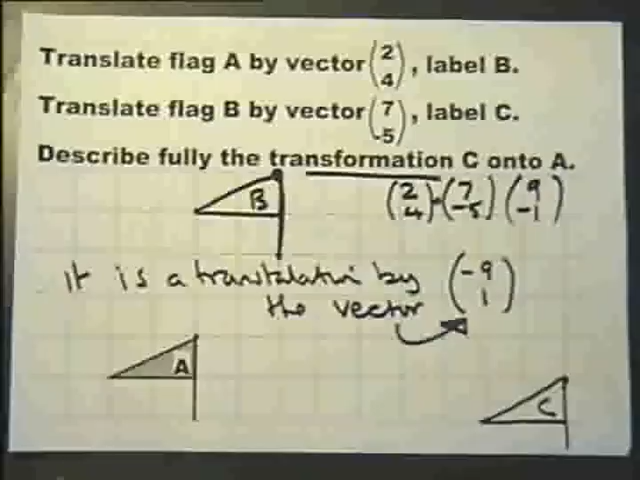 Translate flag A by vector (2 4), label B.
Translate flag B by vector (7 -5), label C.
Describe fully the transformation C onto A.
B
(2 4) + (7 -5) (9 -1)
It is a translatin by (-9 1)
the vector
A
C